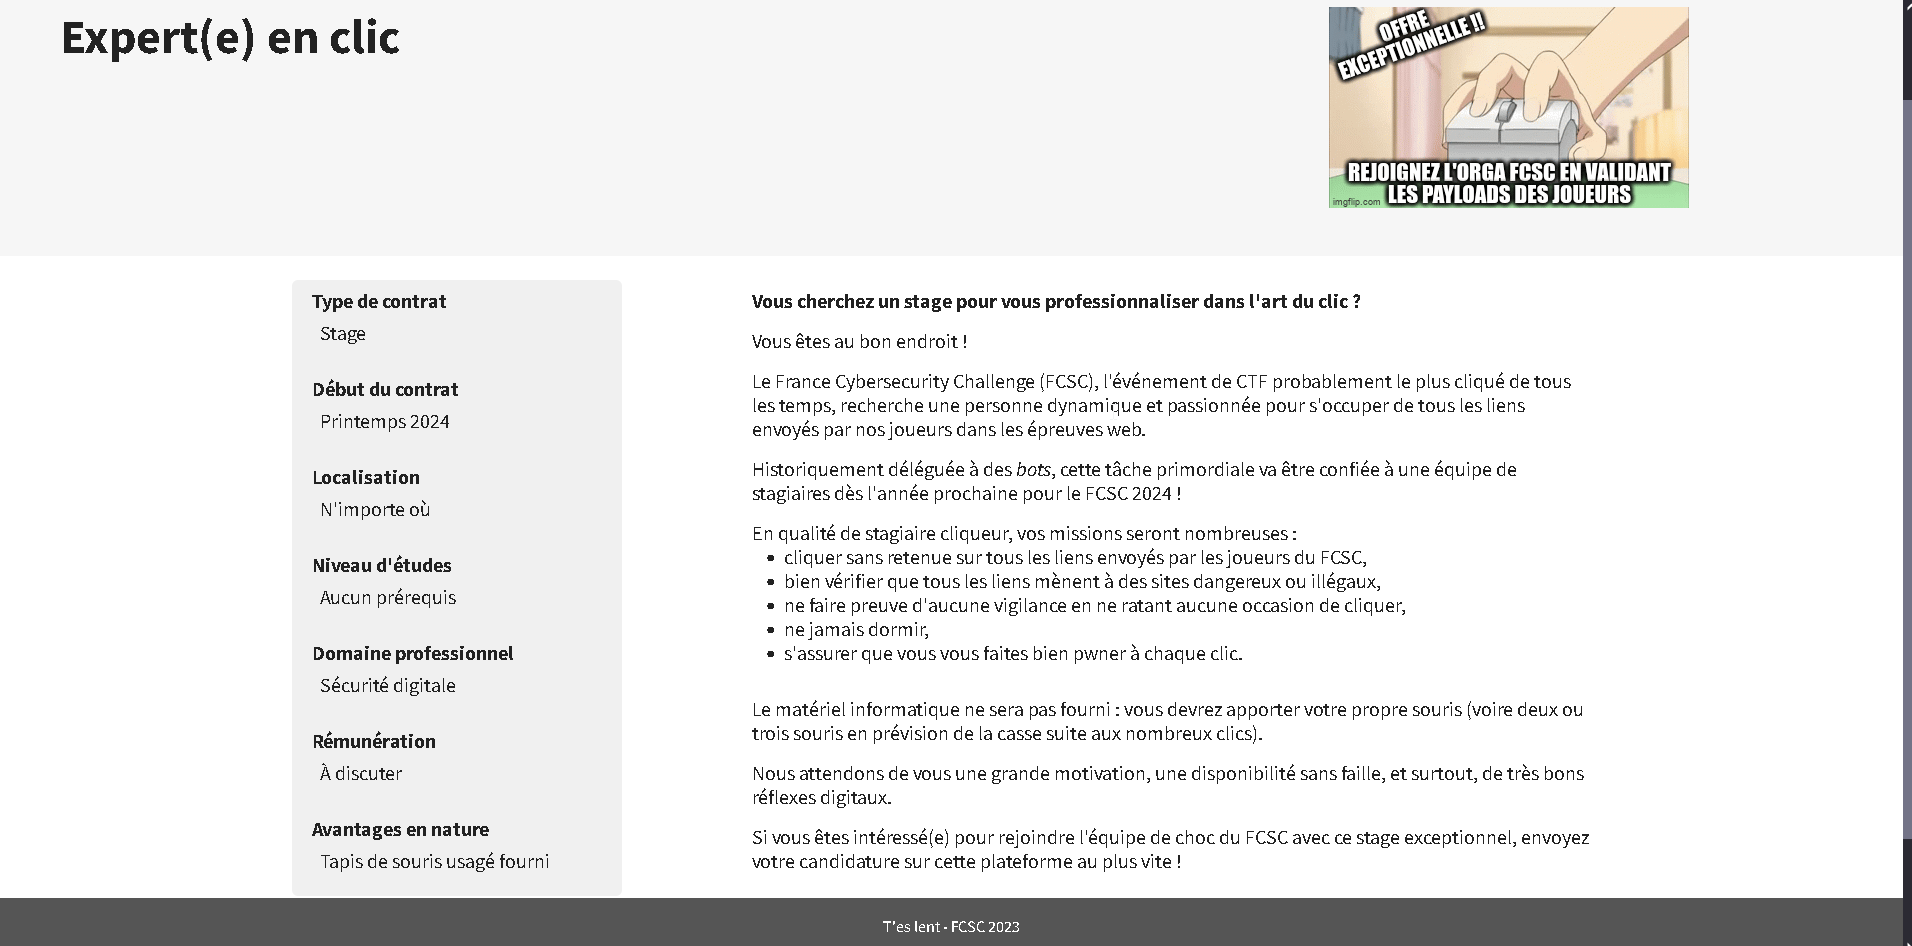 Expert(e) en clic
OFFRE
EXCEPTIONNELLE !!
REJOIGNEZ L'ORGA FCSC EN VALIDANT
LES PAYLOADS DES JOUEURS
imgflip.com
Type de contrat
Stage
Début du contrat
Printemps 2024
Localisation
N'importe où
Niveau d'études
Aucun prérequis
Domaine professionnel
Sécurité digitale
Rémunération
À discuter
Avantages en nature
Tapis de souris usagé fourni
Vous cherchez un stage pour vous professionnaliser dans l'art du clic ?
Vous êtes au bon endroit !
Le France Cybersecurity Challenge (FCSC), l'événement de CTF probablement le plus cliqué de tous
les temps, recherche une personne dynamique et passionnée pour s'occuper de tous les liens
envoyés par nos joueurs dans les épreuves web.
Historiquement déléguée à des bots, cette tâche primordiale va être confiée à une équipe de
stagiaires dès l'année prochaine pour le FCSC 2024 !
En qualité de stagiaire cliqueur, vos missions seront nombreuses :
• cliquer sans retenue sur tous les liens envoyés par les joueurs du FCSC,
• bien vérifier que tous les liens mènent à des sites dangereux ou illégaux,
• ne faire preuve d'aucune vigilance en ne ratant aucune occasion de cliquer,
• ne jamais dormir,
• s'assurer que vous vous faites bien pwner à chaque clic.
Le matériel informatique ne sera pas fourni : vous devrez apporter votre propre souris (voire deux ou
trois souris en prévision de la casse suite aux nombreux clics).
Nous attendons de vous une grande motivation, une disponibilité sans faille, et surtout, de très bons
réflexes digitaux.
Si vous êtes intéressé(e) pour rejoindre l'équipe de choc du FCSC avec ce stage exceptionnel, envoyez
votre candidature sur cette plateforme au plus vite !
T'es lent - FCSC 2023